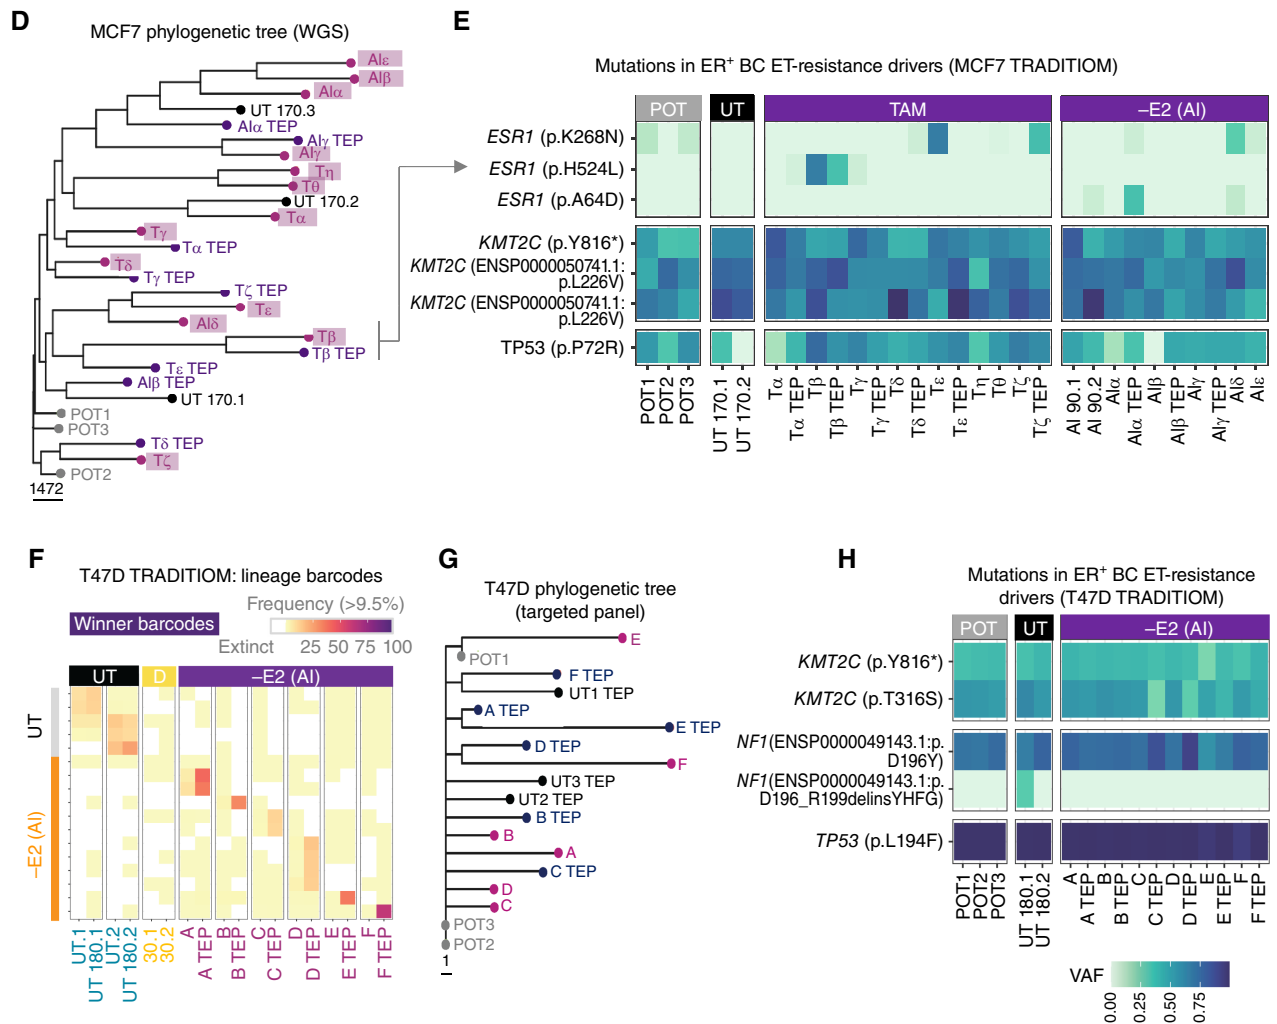 D
MCF7 phylogenetic tree (WGS)
AIε
AIβ
AIα
UT 170.3
AIα TEP
AIγ TEP
AIγ
Tη
Tθ
UT 170.2
Tα
Tγ
Tα TEP
Tδ
Tγ TEP
Tζ TEP
Tε
AIδ
Tβ
Tβ TEP
Tε TEP
AIβ TEP
UT 170.1
POT1
POT3
Tδ TEP
Tζ
POT2
1472
E
Mutations in ER⁺ BC ET-resistance drivers (MCF7 TRADITIOM)
POT
UT
TAM
–E2 (AI)
ESR1 (p.K268N)
ESR1 (p.H524L)
ESR1 (p.A64D)
KMT2C (p.Y816*)
KMT2C (ENSP0000050741.1:
p.L226V)
KMT2C (ENSP0000050741.1:
p.L226V)
TP53 (p.P72R)
POT1
POT2
POT3
UT 170.1
UT 170.2
Tα
Tα TEP
Tβ
Tβ TEP
Tγ
Tγ TEP
Tδ
Tδ TEP
Tε
Tε TEP
Tη
Tθ
Tζ
Tζ TEP
AI 90.1
AI 90.2
AIα
AIα TEP
AIβ
AIβ TEP
AIγ
AIγ TEP
AIδ
AIε
F
T47D TRADITIOM: lineage barcodes
Winner barcodes
Frequency (>9.5%)
Extinct 25 50 75 100
UT
D
–E2 (AI)
UT
–E2 (AI)
UT.1
UT 180.1
UT.2
UT 180.2
30.1
30.2
A
A TEP
B
B TEP
C
C TEP
D
D TEP
E
E TEP
F
F TEP
G
T47D phylogenetic tree
(targeted panel)
E
POT1
F TEP
UT1 TEP
A TEP
E TEP
D TEP
F
UT3 TEP
UT2 TEP
B TEP
B
A
C TEP
D
C
POT3
POT2
1
H
Mutations in ER⁺ BC ET-resistance
drivers (T47D TRADITIOM)
POT
UT
–E2 (AI)
KMT2C (p.Y816*)
KMT2C (p.T316S)
NF1(ENSP0000049143.1:p.
D196Y)
NF1(ENSP0000049143.1:p.
D196_R199delinsYHFG)
TP53 (p.L194F)
POT1
POT2
POT3
UT 180.1
UT 180.2
A
A TEP
B
B TEP
C
C TEP
D
D TEP
E
E TEP
F
F TEP
VAF
0.00
0.25
0.50
0.75